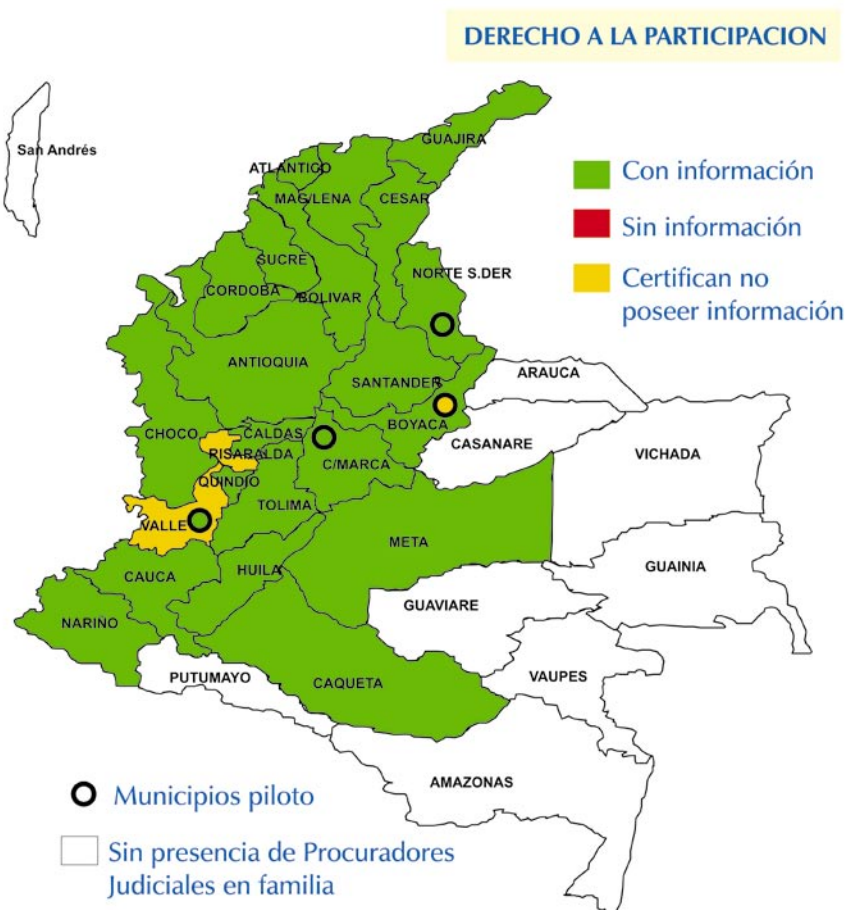 DERECHO A LA PARTICIPACION
San Andrés
GUAJIRA
ATLANTICO
MAG/LENA
CESAR
Con información
Sin información
Certifican no
poseer información
SUCRE
CORDOBA
BOLIVAR
NORTE S.DER
ANTIOQUIA
SANTANDER
ARAUCA
CHOCO
CALDAS
BOYACA
CASANARE
VICHADA
RISARALDA
C/MARCA
QUINDIO
TOLIMA
VALLE
META
CAUCA
HUILA
GUAINIA
GUAVIARE
NARIÑO
PUTUMAYO
CAQUETA
VAUPES
AMAZONAS
Municipios piloto
Sin presencia de Procuradores
Judiciales en familia